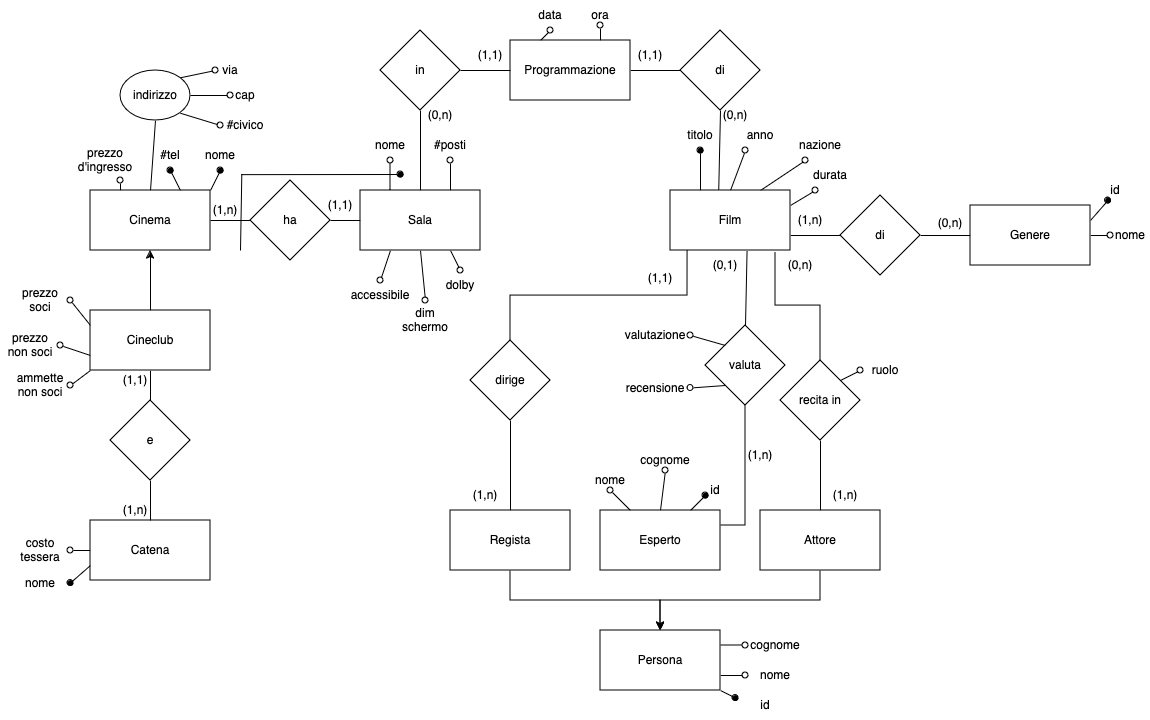 data
ora
in
(1,1)
Programmazione
(1,1)
di
via
indirizzo
cap
#civico
(0,n)
(0,n)
prezzo
d'ingresso
#tel
nome
nome
#posti
titolo
anno
nazione
durata
Cinema
(1,n)
ha
(1,1)
Sala
Film
(1,n)
di
(0,n)
Genere
id
nome
accessibile
dim
schermo
dolby
(1,1)
(0,1)
(0,n)
prezzo
soci
prezzo
non soci
ammette
non soci
Cineclub
(1,1)
e
(1,n)
costo
tessera
nome
Catena
dirige
valutazione
recensione
valuta
ruolo
recita in
(1,n)
nome
cognome
id
(1,n)
(1,n)
Regista
Esperto
Attore
Persona
cognome
nome
id